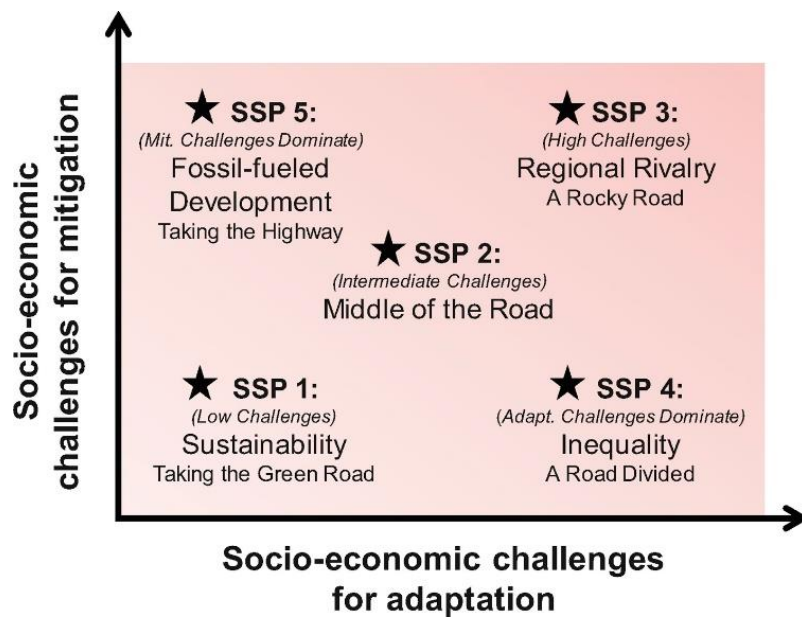 Socio-economic
challenges for mitigation
SSP 5:
(Mit. Challenges Dominate)
Fossil-fueled
Development
Taking the Highway
SSP 3:
(High Challenges)
Regional Rivalry
A Rocky Road
SSP 2:
(Intermediate Challenges)
Middle of the Road
SSP 1:
(Low Challenges)
Sustainability
Taking the Green Road
SSP 4:
(Adapt. Challenges Dominate)
Inequality
A Road Divided
Socio-economic challenges
for adaptation